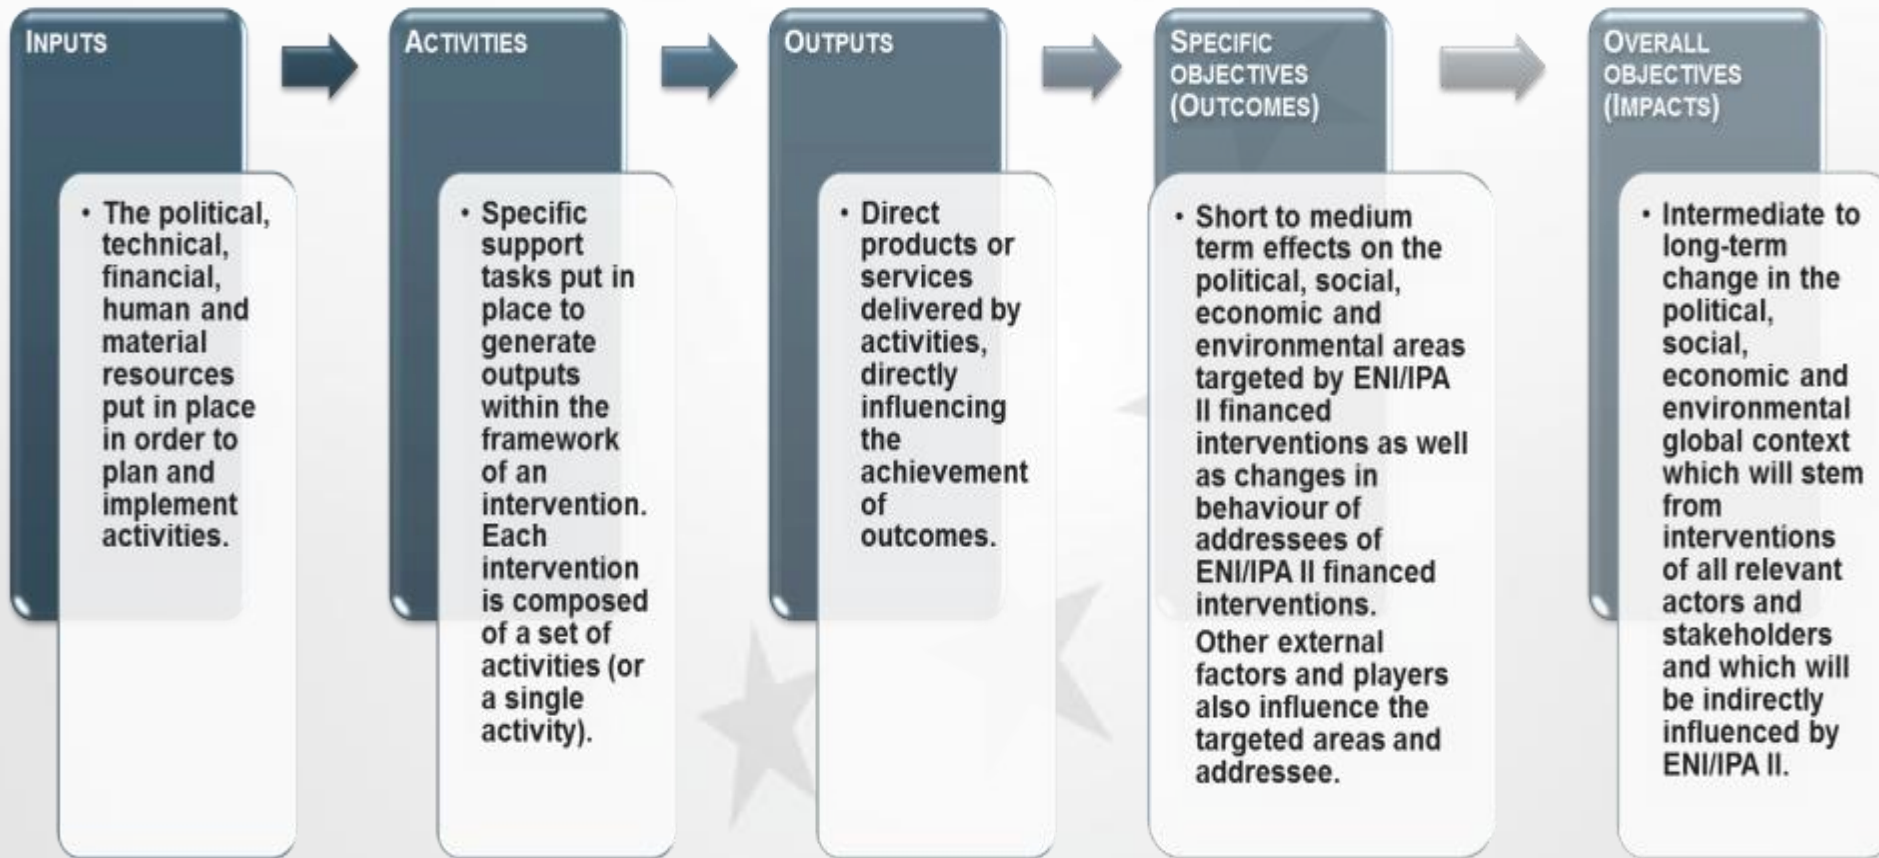 INPUTS
• The political,
technical,
financial,
human and
material
resources
put in place
in order to
plan and
implement
activities.
ACTIVITIES
• Specific
support
tasks put in
place to
generate
outputs
within the
framework
of an
intervention.
Each
intervention
is composed
of a set of
activities (or
a single
activity).
OUTPUTS
• Direct
products or
services
delivered by
activities,
directly
influencing
the
achievement
of
outcomes.
SPECIFIC
OBJECTIVES
(OUTCOMES)
• Short to medium
term effects on the
political, social,
economic and
environmental areas
targeted by ENI/IPA
II financed
interventions as well
as changes in
behaviour of
addressees of
ENI/IPA II financed
interventions.
Other external
factors and players
also influence the
targeted areas and
addressee.
OVERALL
OBJECTIVES
(IMPACTS)
• Intermediate to
long-term
change in the
political,
social,
economic and
environmental
global context
which will stem
from
interventions
of all relevant
actors and
stakeholders
and which will
be indirectly
influenced by
ENI/IPA II.